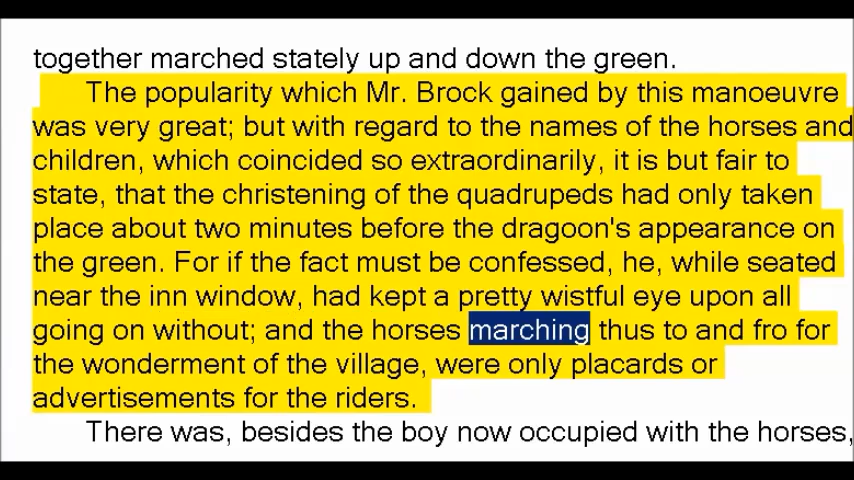 together marched stately up and down the green.
The popularity which Mr. Brock gained by this manoeuvre
was very great; but with regard to the names of the horses and
children, which coincided so extraordinarily, it is but fair to
state, that the christening of the quadrupeds had only taken
place about two minutes before the dragoon's appearance on
the green. For if the fact must be confessed, he, while seated
near the inn window, had kept a pretty wistful eye upon all
going on without; and the horses marching thus to and fro for
the wonderment of the village, were only placards or
advertisements for the riders.
There was, besides the boy now occupied with the horses,